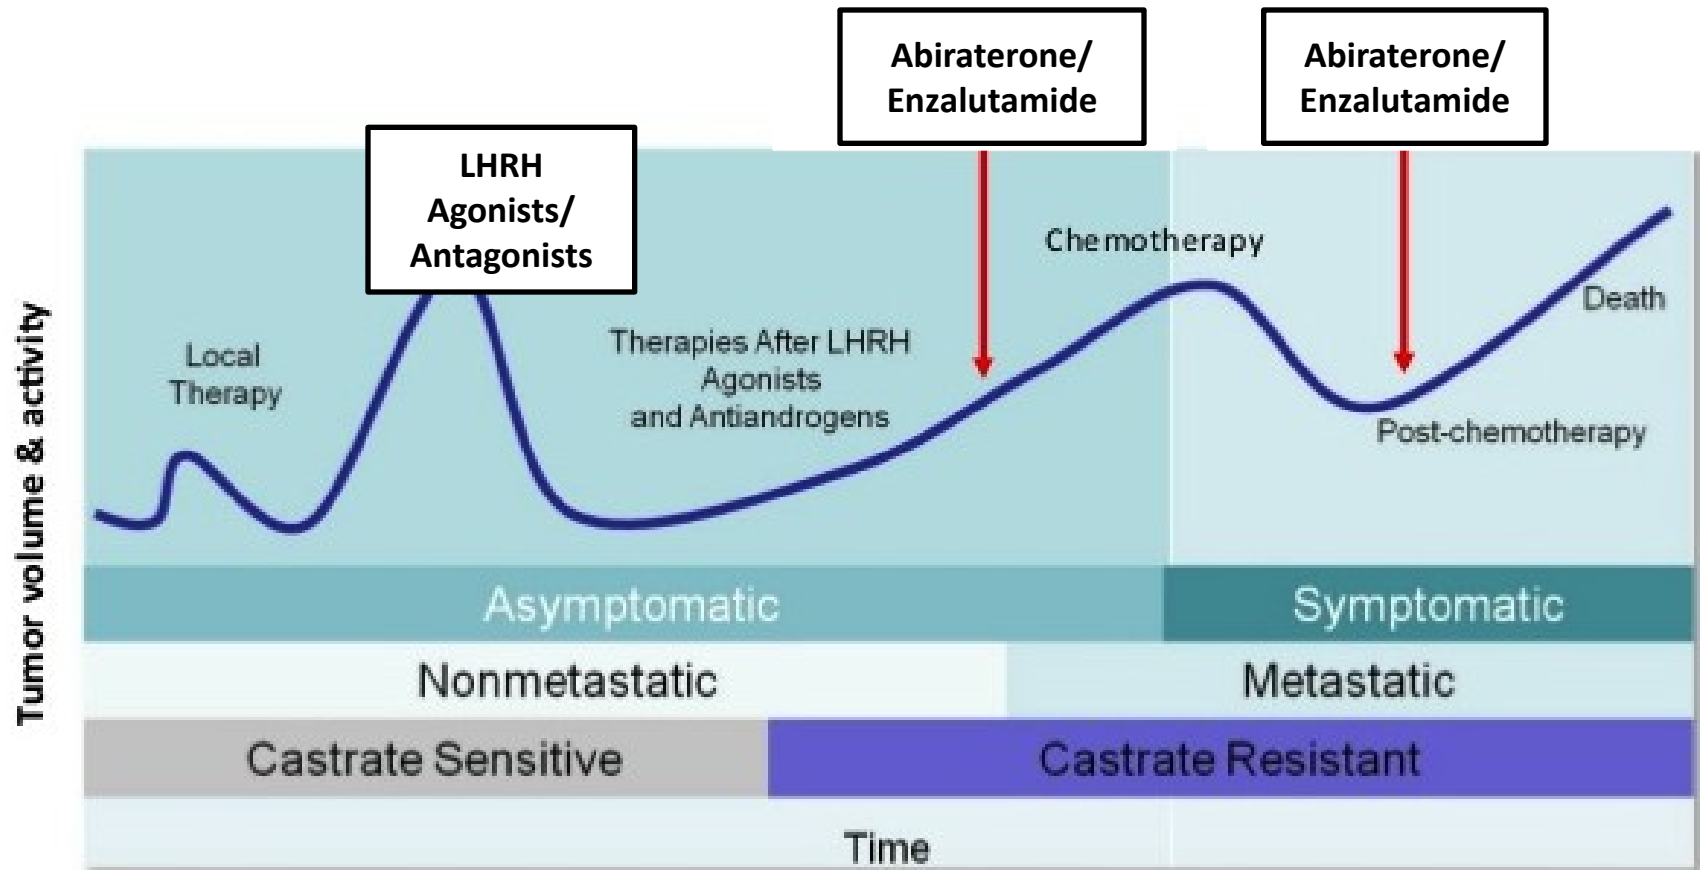 Abiraterone/
Enzalutamide
Abiraterone/
Enzalutamide
LHRH
Agonists/
Antagonists
Chemotherapy
Local
Therapy
Therapies After LHRH
Agonists
and Antiandrogens
Death
Post-chemotherapy
Tumor volume & activity
Asymptomatic
Symptomatic
Nonmetastatic
Metastatic
Castrate Sensitive
Castrate Resistant
Time